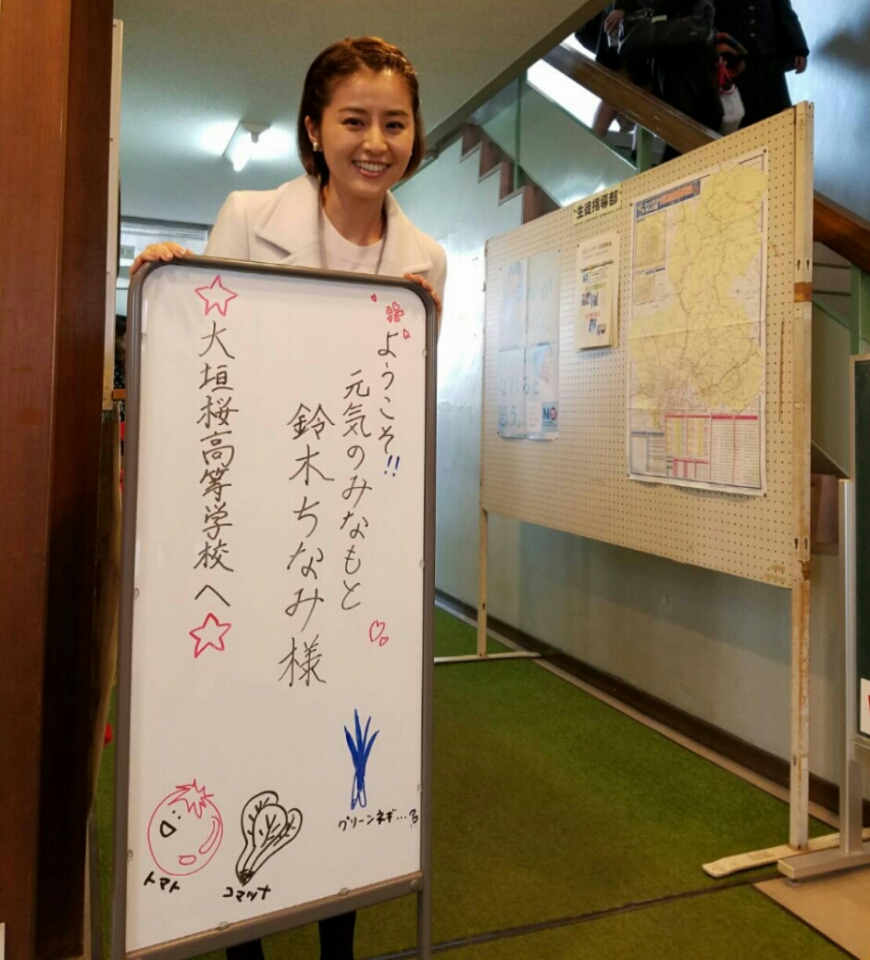 ようこそ!!
元気のみなもと
鈴木ちなみ様
大垣桜高等学校へ
トマト
コマツナ
グリーンネギ…?
生徒指導部
NO